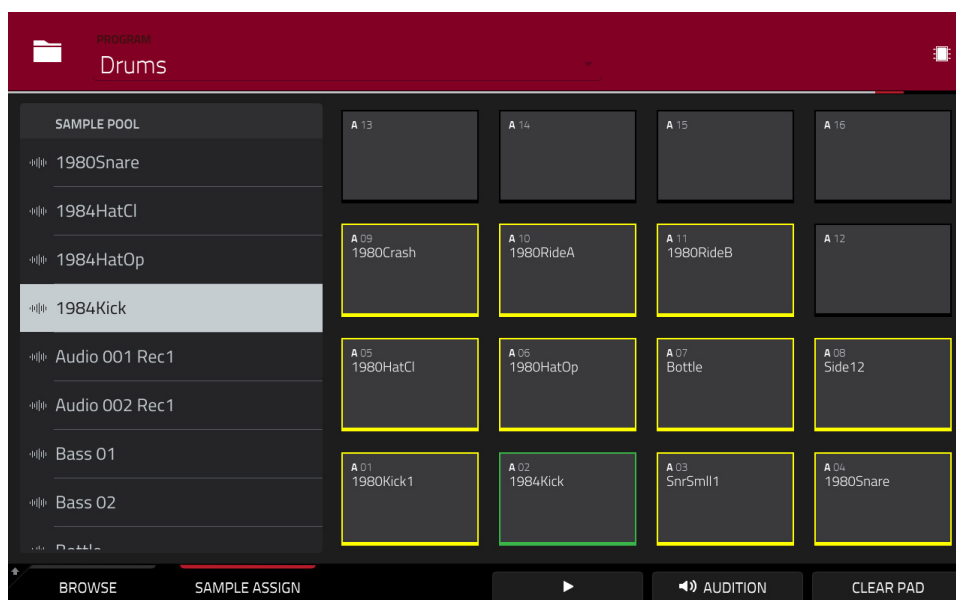 PROGRAM
Drums
SAMPLE POOL
1980Snare
1984HatCl
1984HatOp
1984Kick
Audio 001 Rec1
Audio 002 Rec1
Bass 01
Bass 02
Bottle
A 13
A 14
A 15
A 16
A 09
1980Crash
A 10
1980RideA
A 11
1980RideB
A 12
A 05
1980HatCl
A 06
1980HatOp
A 07
Bottle
A 08
Side12
A 01
1980Kick1
A 02
1984Kick
A 03
SnrSmll1
A 04
1980Snare
BROWSE
SAMPLE ASSIGN
AUDITION
CLEAR PAD